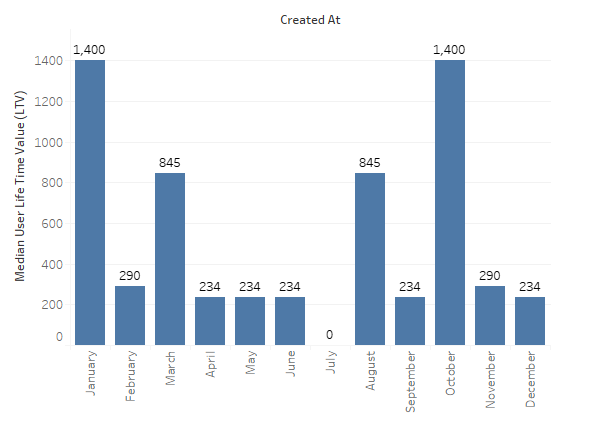 Created At
Median User Life Time Value (LTV)
1400
1200
1000
800
600
400
200
0
1,400
290
845
234
234
234
0
845
234
1,400
290
234
January
February
March
April
May
June
July
August
September
October
November
December